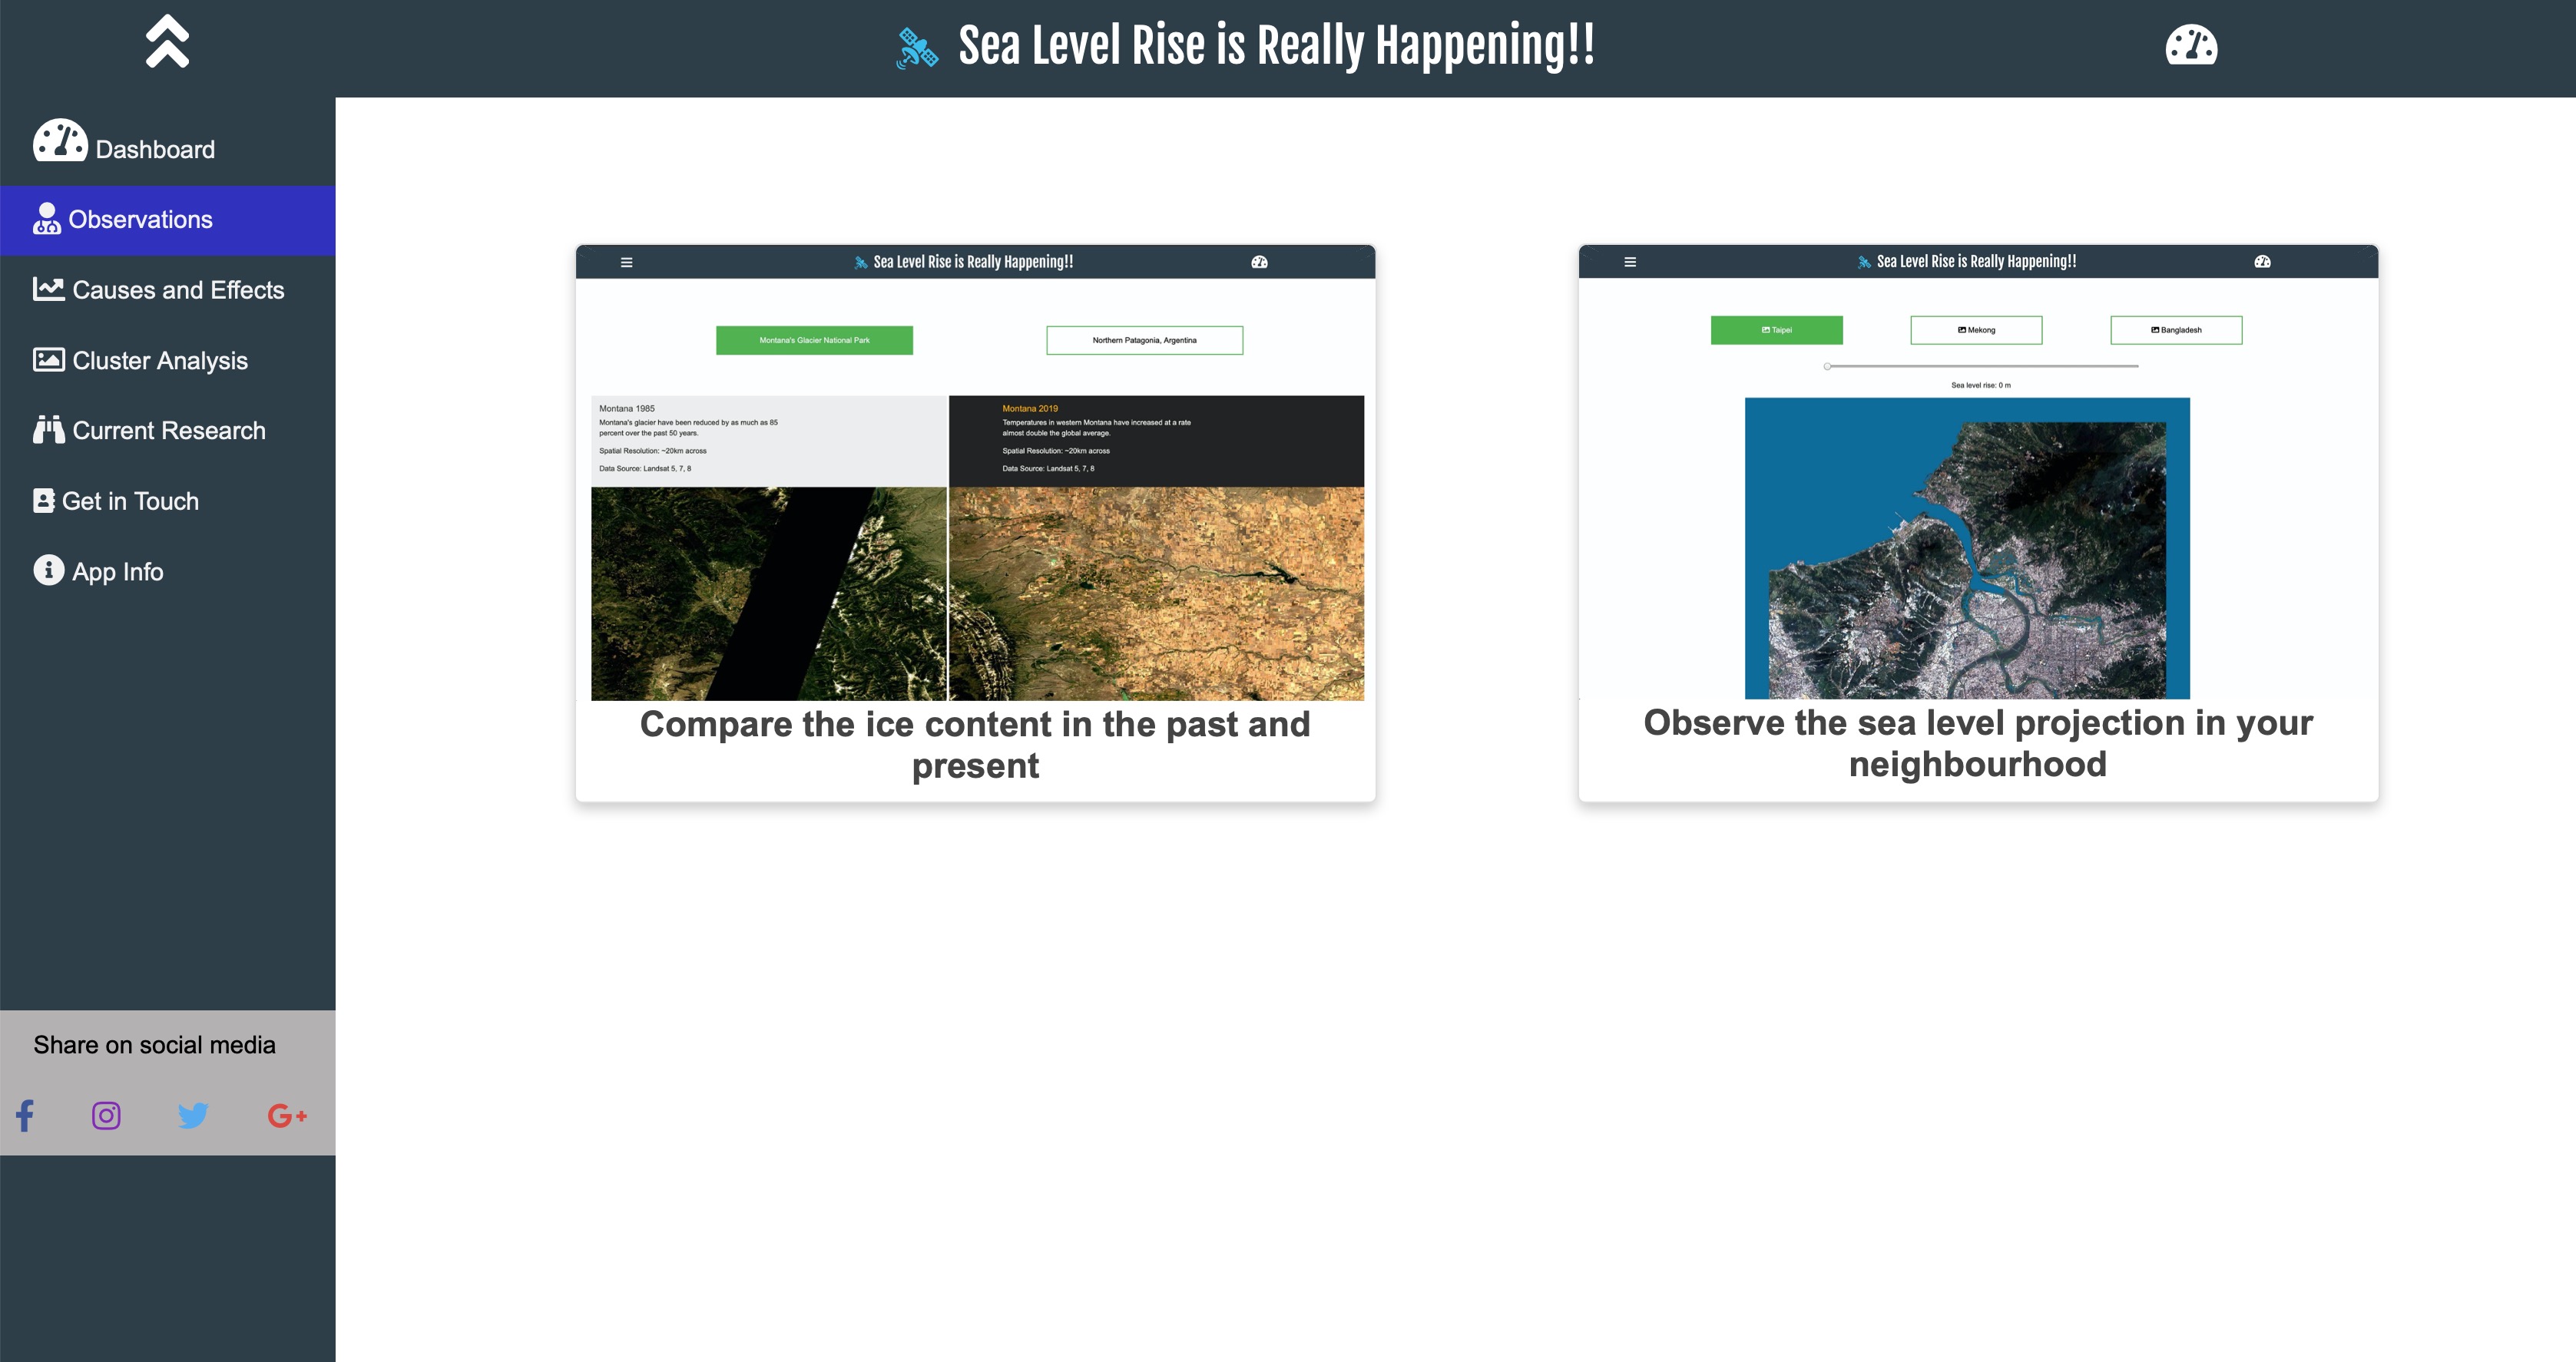 Sea Level Rise is Really Happening!!
Dashboard
Observations
Causes and Effects
Cluster Analysis
Current Research
Get in Touch
App Info
Share on social media
Sea Level Rise is Really Happening!!
Montana's Glacier National Park
Northern Patagonia, Argentina
Montana 1985
Montana's glacier have been reduced by as much as 85
percent over the past 50 years.
Spatial Resolution: ~20km across
Data Source: Landsat 5, 7, 8
Montana 2019
Temperatures in western Montana have increased at a rate
almost double the global average.
Spatial Resolution: ~20km across
Data Source: Landsat 5, 7, 8
Compare the ice content in the past and
present
Sea Level Rise is Really Happening!!
Taipei
Mekong
Bangladesh
Sea level rise: 0 m
Observe the sea level projection in your
neighbourhood